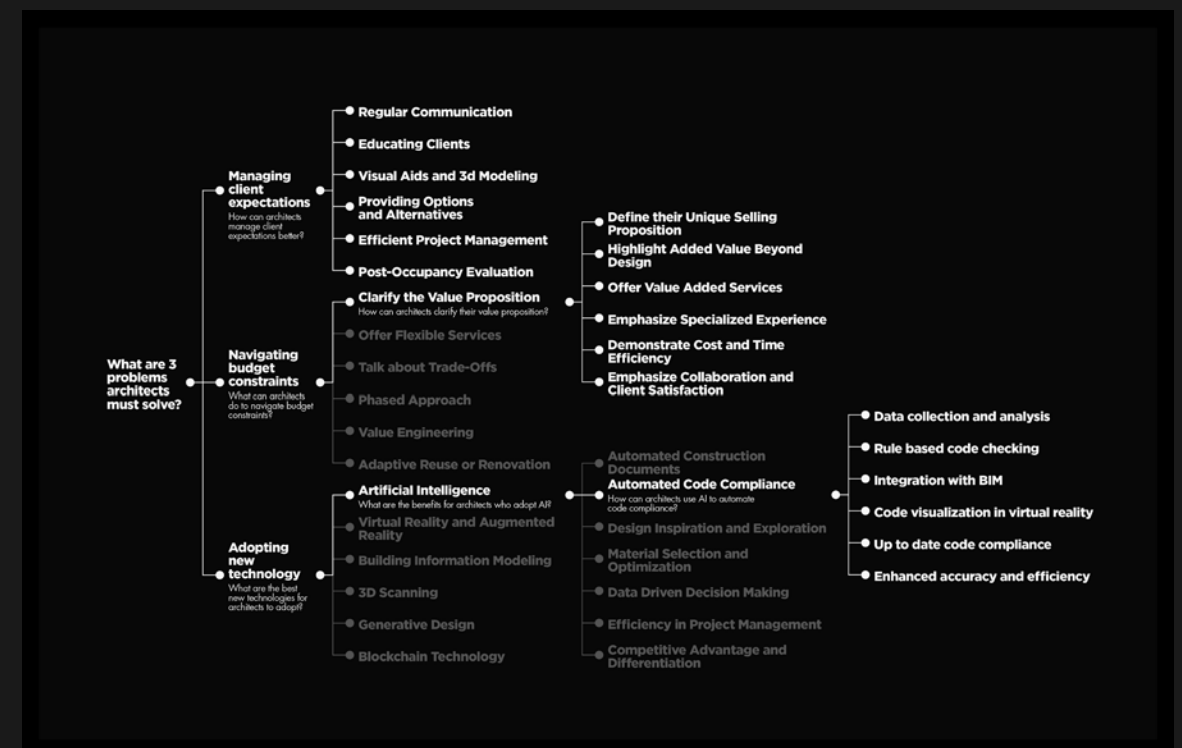 What are 3
problems
architects
must solve?
Managing
client
expectations
How can architects
manage client
expectations better?
Regular Communication
Educating Clients
Visual Aids and 3d Modeling
Providing Options
and Alternatives
Efficient Project Management
Post-Occupancy Evaluation
Navigating
budget
constraints
What can architects
do to navigate budget
constraints?
Clarify the Value Proposition
How can architects clarify their value proposition?
Offer Flexible Services
Talk about Trade-Offs
Phased Approach
Value Engineering
Adaptive Reuse or Renovation
Define their Unique Selling
Proposition
Highlight Added Value Beyond
Design
Offer Value Added Services
Emphasize Specialized Experience
Demonstrate Cost and Time
Efficiency
Emphasize Collaboration and
Client Satisfaction
Adopting
new
technology
What are the best
new technologies for
architects to adopt?
Artificial Intelligence
What are the benefits for architects who adopt AI?
Virtual Reality and Augmented
Reality
Building Information Modeling
3D Scanning
Generative Design
Blockchain Technology
Automated Construction
Documents
Automated Code Compliance
How can architects use AI to automate
code compliance?
Design Inspiration and Exploration
Material Selection and
Optimization
Data Driven Decision Making
Efficiency in Project Management
Competitive Advantage and
Differentiation
Data collection and analysis
Rule based code checking
Integration with BIM
Code visualization in virtual reality
Up to date code compliance
Enhanced accuracy and efficiency